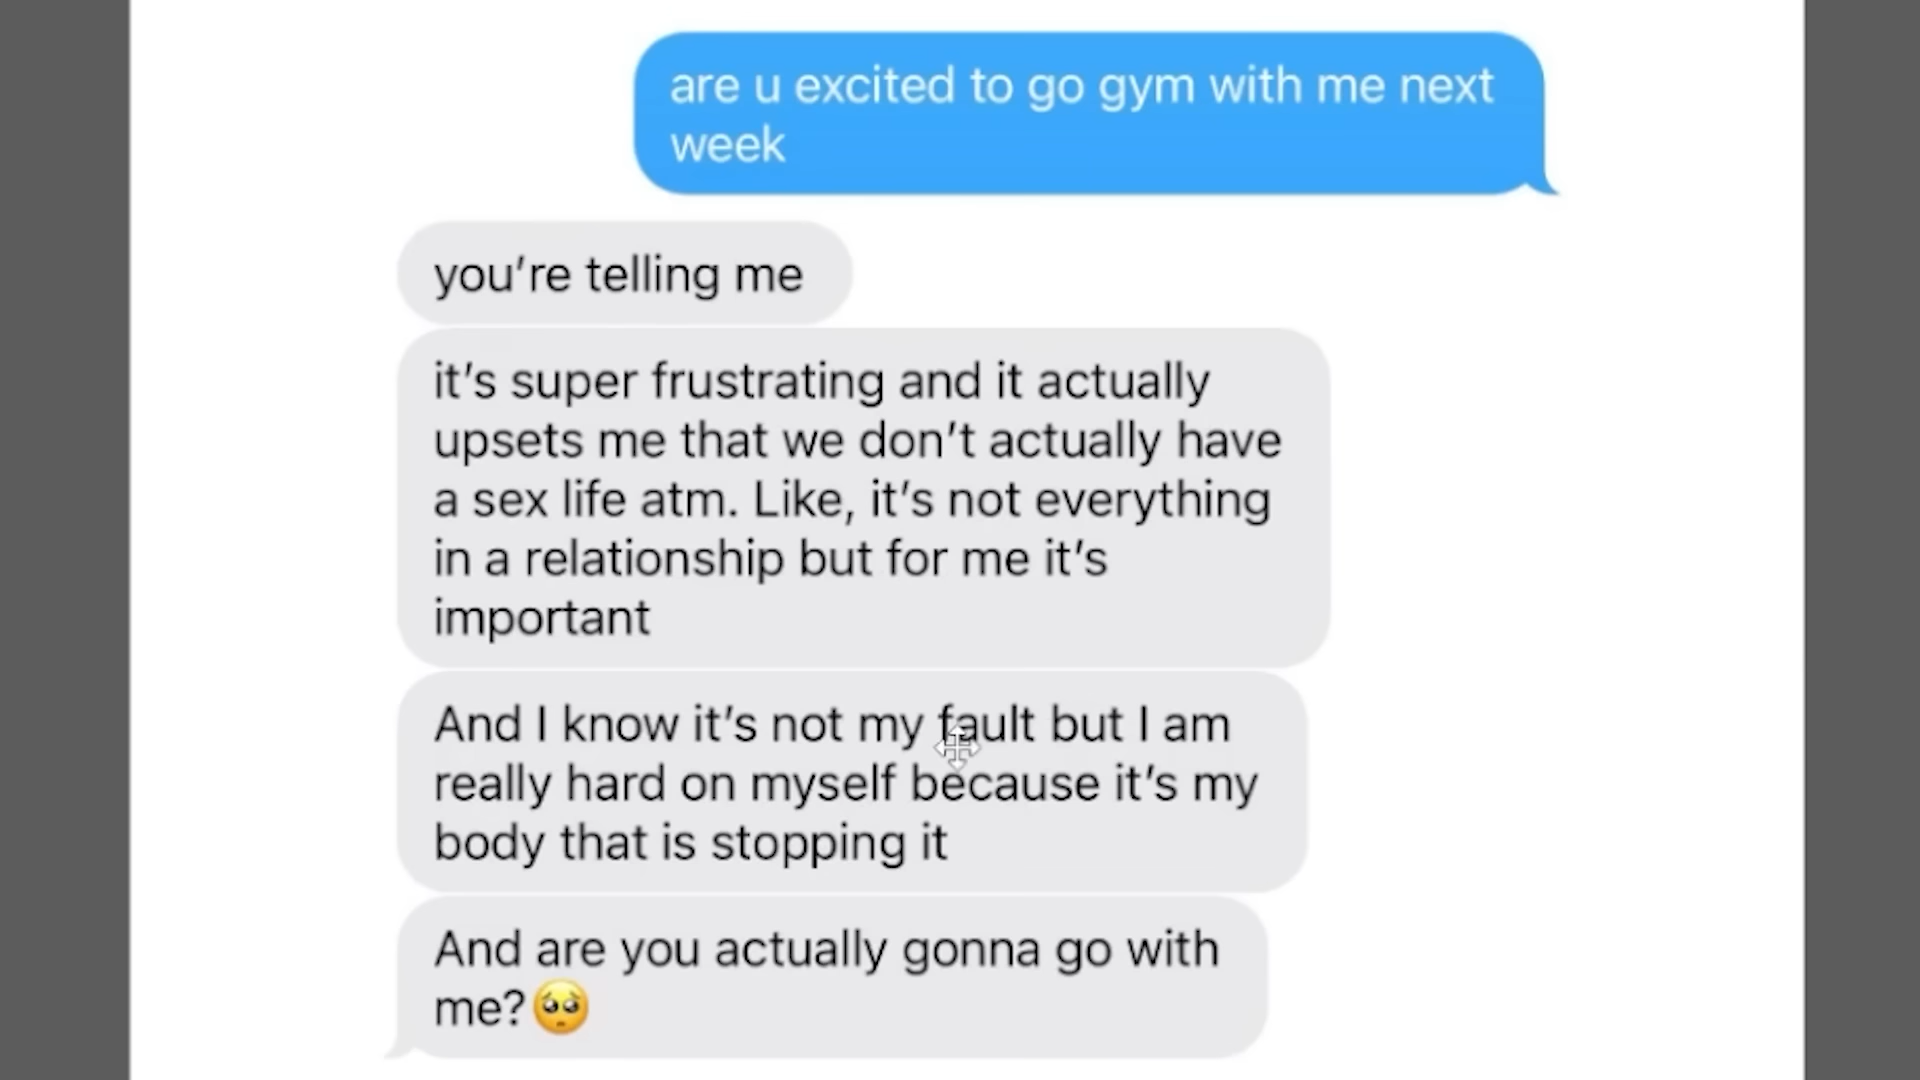 are u excited to go gym with me next
week
you’re telling me
it’s super frustrating and it actually
upsets me that we don’t actually have
a sex life atm. Like, it’s not everything
in a relationship but for me it’s
important
And I know it’s not my fault but I am
really hard on myself because it’s my
body that is stopping it
And are you actually gonna go with
me?🥺